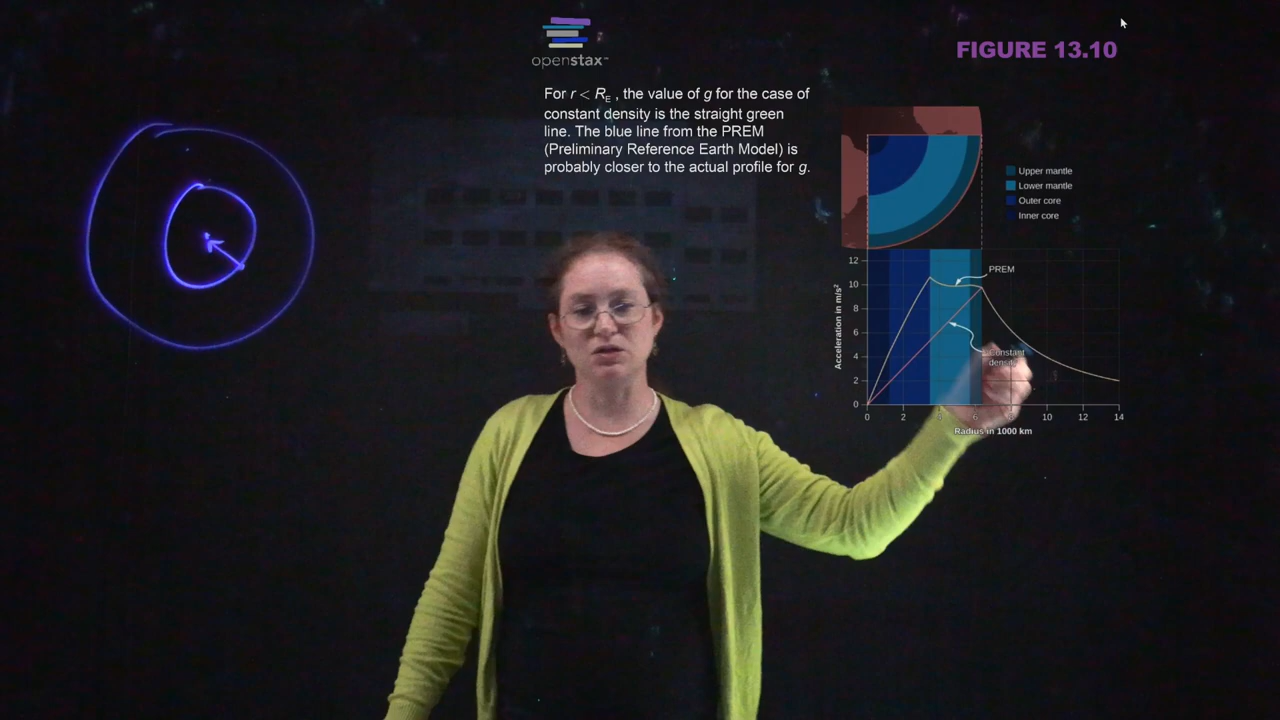 openstax™
FIGURE 13.10
For r < R_E , the value of g for the case of
constant density is the straight green
line. The blue line from the PREM
(Preliminary Reference Earth Model) is
probably closer to the actual profile for g.
Upper mantle
Lower mantle
Outer core
Inner core
PREM
Constant
density
Acceleration in m/s²
12
10
8
6
4
2
0
0 2 4 6 8 10 12 14
Radius in 1000 km